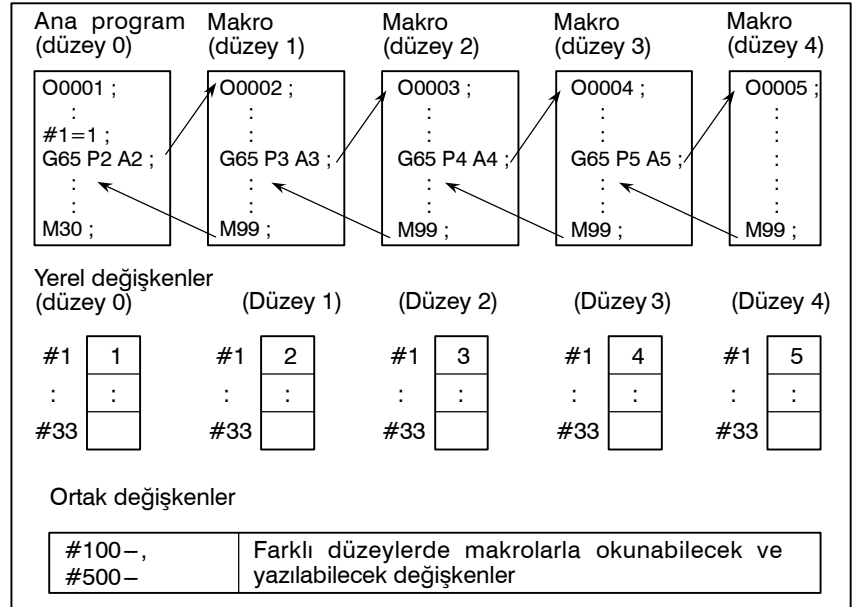 Ana program Makro Makro Makro Makro
(düzey 0) (düzey 1) (düzey 2) (düzey 3) (düzey 4)
O0001 ; O0002 ; O0003 ; O0004 ; O0005 ;
: : : : :
#1=1 ; : : : :
G65 P2 A2 ; G65 P3 A3 ; G65 P4 A4 ; G65 P5 A5 ; :
: : : : :
: : : : :
M30 ; M99 ; M99 ; M99 ; M99 ;
Yerel değişkenler
(düzey 0) (Düzey 1) (Düzey 2) (Düzey 3) (Düzey 4)
#1 1 #1 2 #1 3 #1 4 #1 5
: : : : : : : : : :
#33 #33 #33 #33 #33
Ortak değişkenler
#100−, Farklı düzeylerde makrolarla okunabilecek ve
#500− yazılabilecek değişkenler